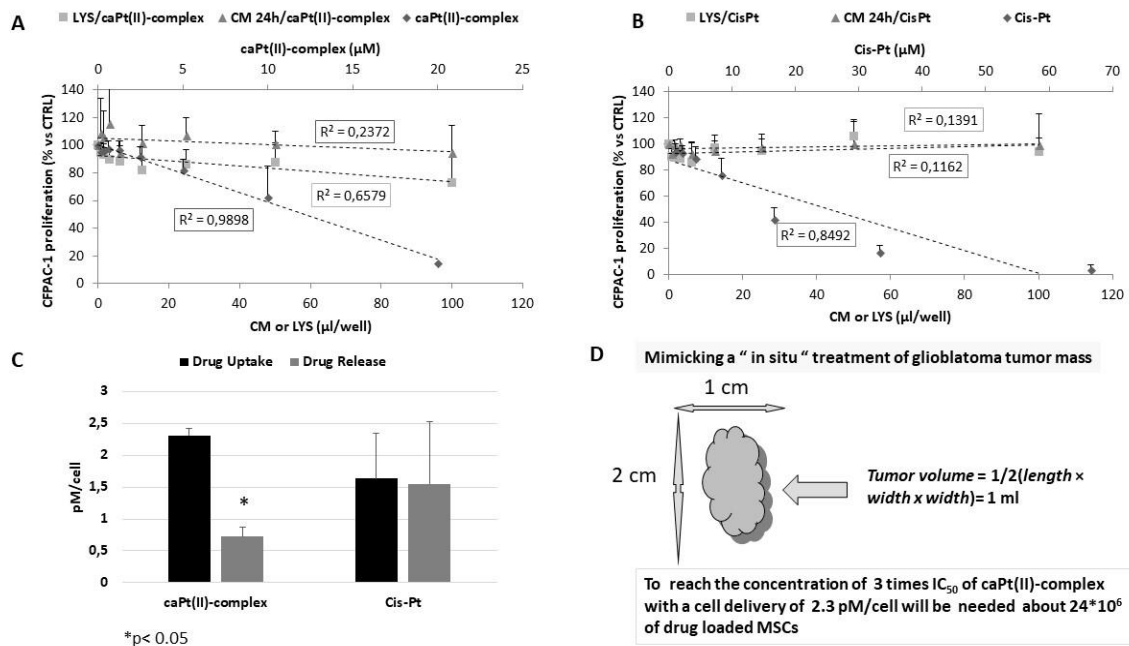 A
LYS/caPt(II)-complex CM 24h/caPt(II)-complex caPt(II)-complex
caPt(II)-complex (µM)
0 5 10 15 20 25
CFPAC-1 proliferation (% vs CTRL)
140
120
100
80
60
40
20
0
R² = 0,2372
R² = 0,6579
R² = 0,9898
0 20 40 60 80 100 120
CM or LYS (µl/well)
B
LYS/CisPt CM 24h/CisPt Cis-Pt
Cis-Pt (µM)
0 10 20 30 40 50 60 70
CFPAC-1 proliferation (% vs CTRL)
140
120
100
80
60
40
20
0
R² = 0,1391
R² = 0,1162
R² = 0,8492
0 20 40 60 80 100 120
CM or LYS (µl/well)
C
Drug Uptake Drug Release
pM/cell
3
2,5
2
1,5
1
0,5
0
*
caPt(II)-complex Cis-Pt
*p< 0.05
D
Mimicking a “ in situ “ treatment of glioblatoma tumor mass
1 cm
2 cm
Tumor volume = 1/2(length ×
width x width)= 1 ml
To reach the concentration of 3 times IC₅₀ of caPt(II)-complex
with a cell delivery of 2.3 pM/cell will be needed about 24*10⁶
of drug loaded MSCs